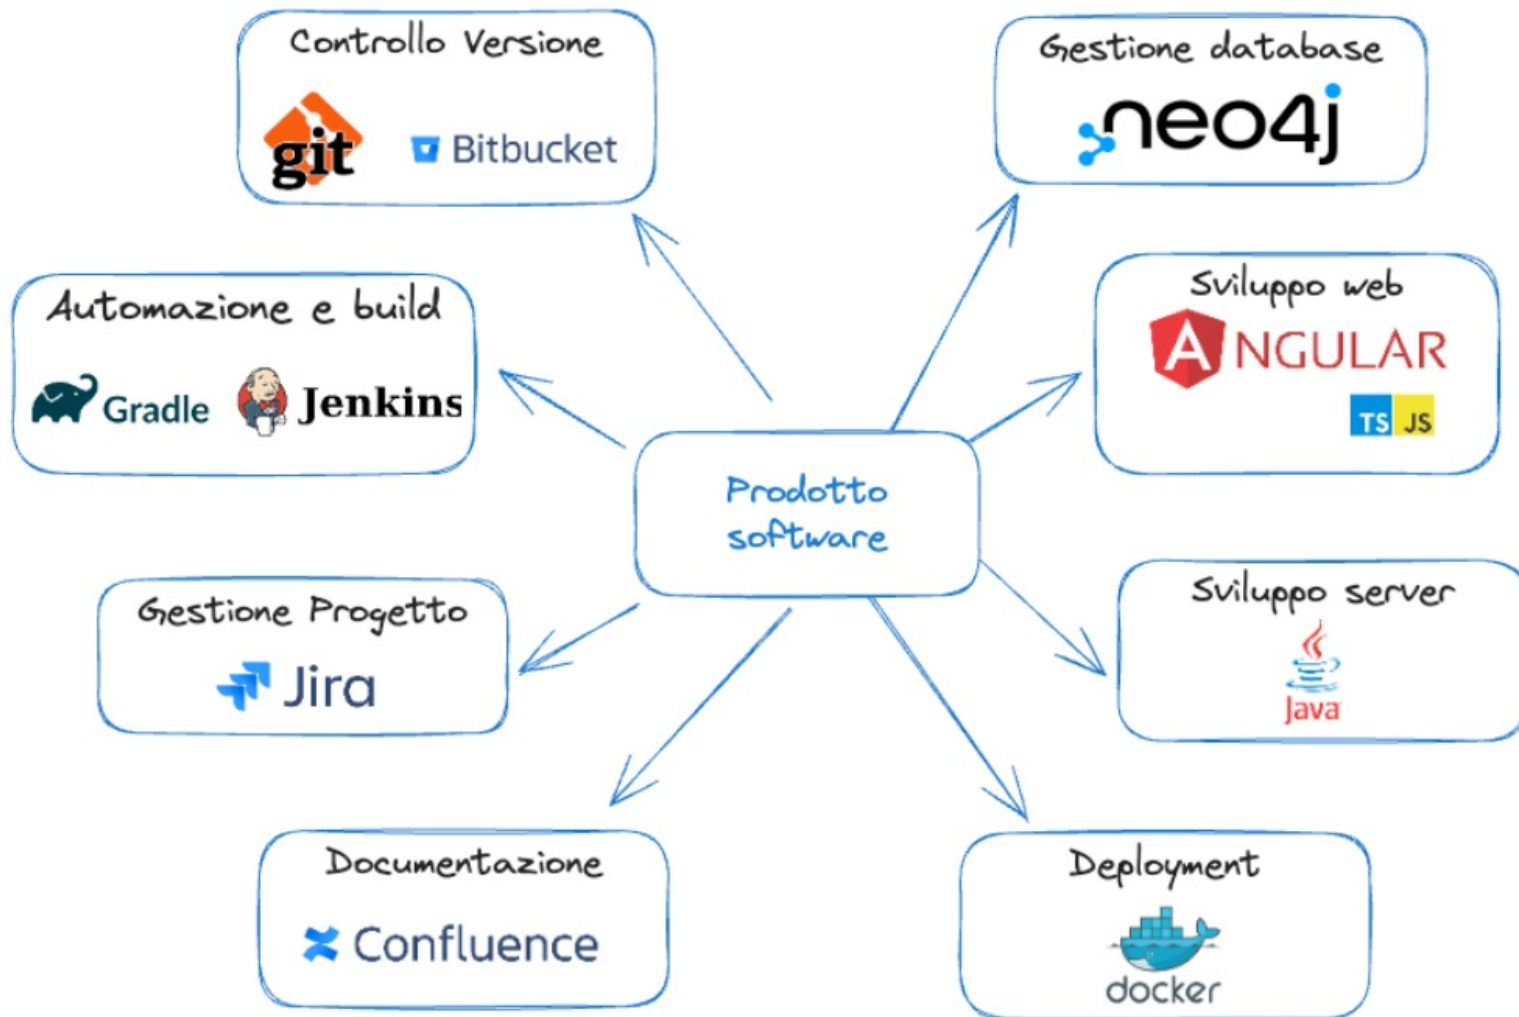 Controllo Versione
git
Bitbucket
Gestione database
neo4j
Automazione e build
Gradle
Jenkins
Sviluppo web
ANGULAR
TS JS
Prodotto
software
Gestione Progetto
Jira
Sviluppo server
Java
Documentazione
Confluence
Deployment
docker